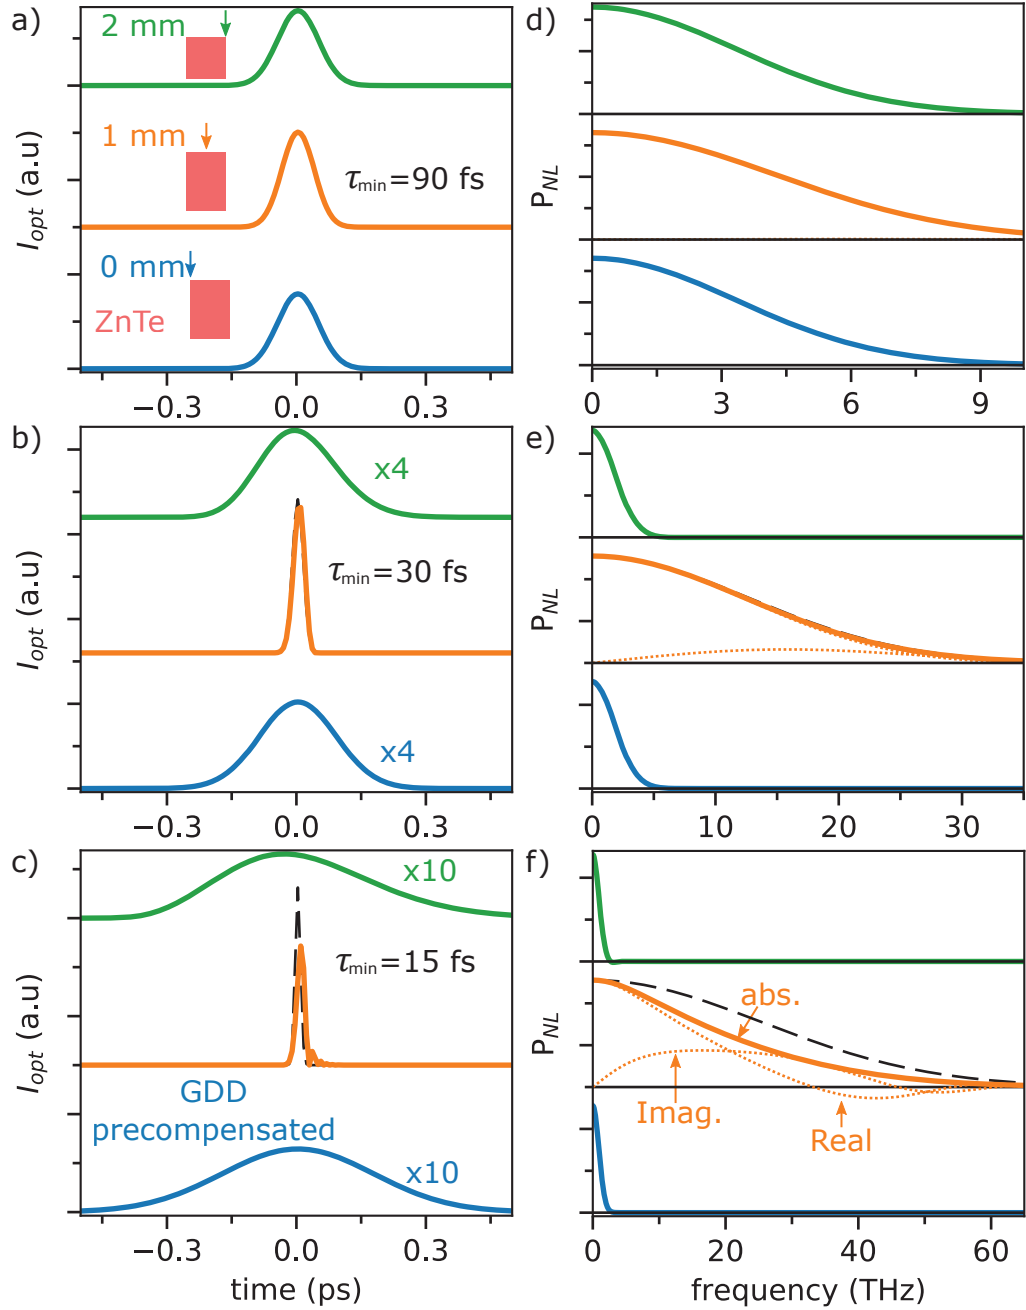 a)
2 mm
1 mm
τmin=90 fs
0 mm
ZnTe
Iopt (a.u)
−0.3 0.0 0.3
d)
PNL
0 3 6 9
b)
x4
τmin=30 fs
x4
Iopt (a.u)
−0.3 0.0 0.3
e)
PNL
0 10 20 30
c)
x10
τmin=15 fs
GDD
precompensated
x10
Iopt (a.u)
−0.3 0.0 0.3
time (ps)
f)
abs.
Imag.
Real
PNL
0 20 40 60
frequency (THz)